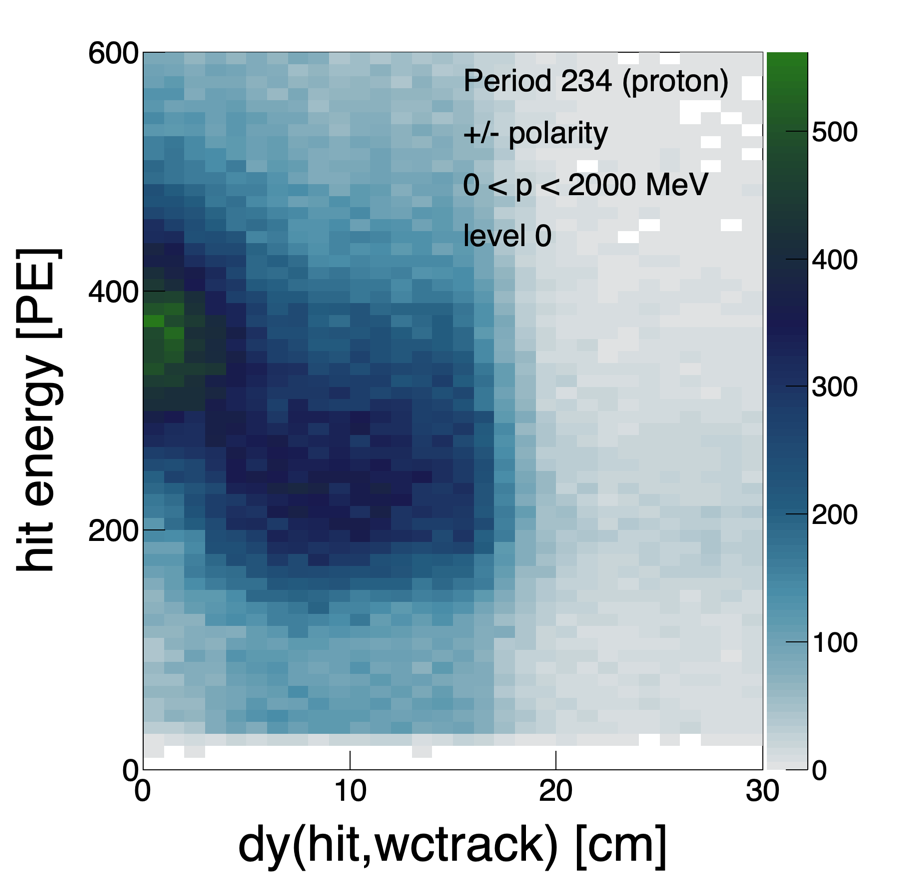 600
400
200
0
0
10
20
30
hit energy [PE]
dy(hit,wctrack) [cm]
Period 234 (proton)
+/- polarity
0 < p < 2000 MeV
level 0
500
400
300
200
100
0